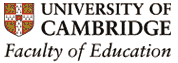 UNIVERSITY OF
CAMBRIDGE
Faculty of Education